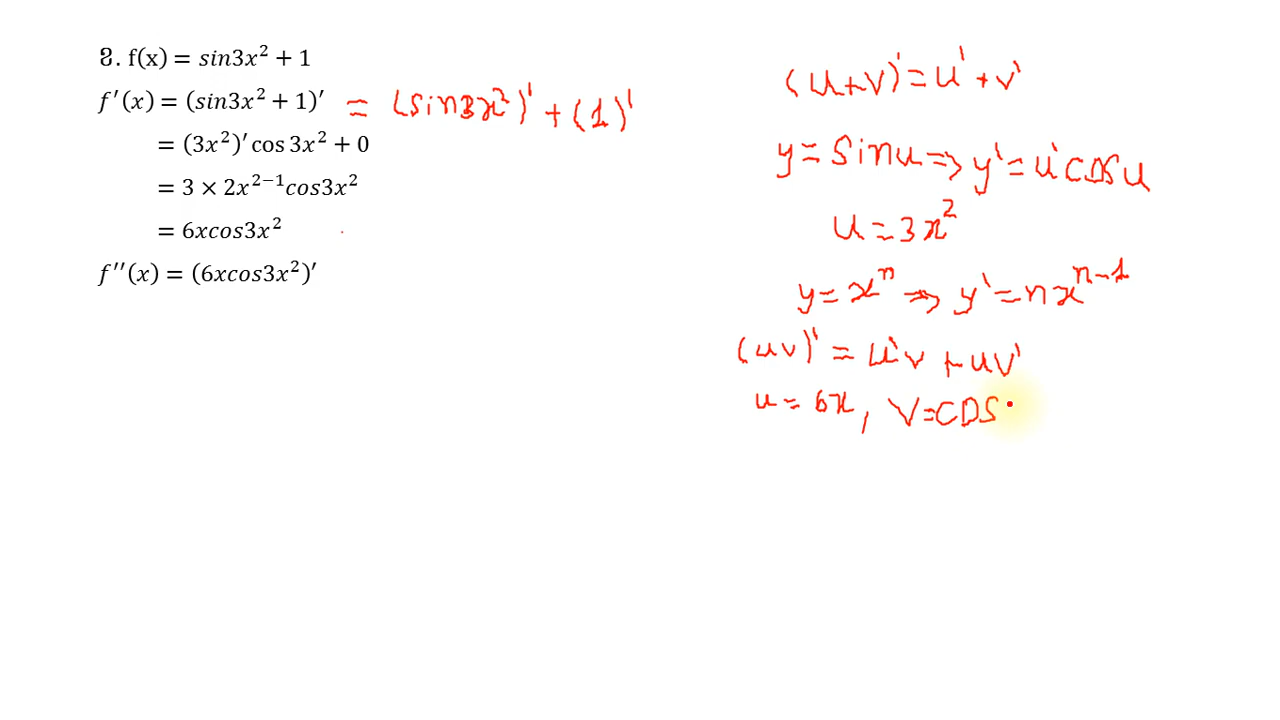 8. f(x) = sin3x² + 1
f′(x) = (sin3x² + 1)′ = (sin3x²)' + (1)'
= (3x²)′ cos 3x² + 0
= 3 × 2x²⁻¹cos3x²
= 6xcos3x²
f′′(x) = (6xcos3x²)′
(u+v)' = u' + v'
y = sinu ⇒ y' = u'cosu
u = 3x²
y = xⁿ ⇒ y' = nxⁿ⁻¹
(uv)' = u'v + uv'
u = 6x, v = cos